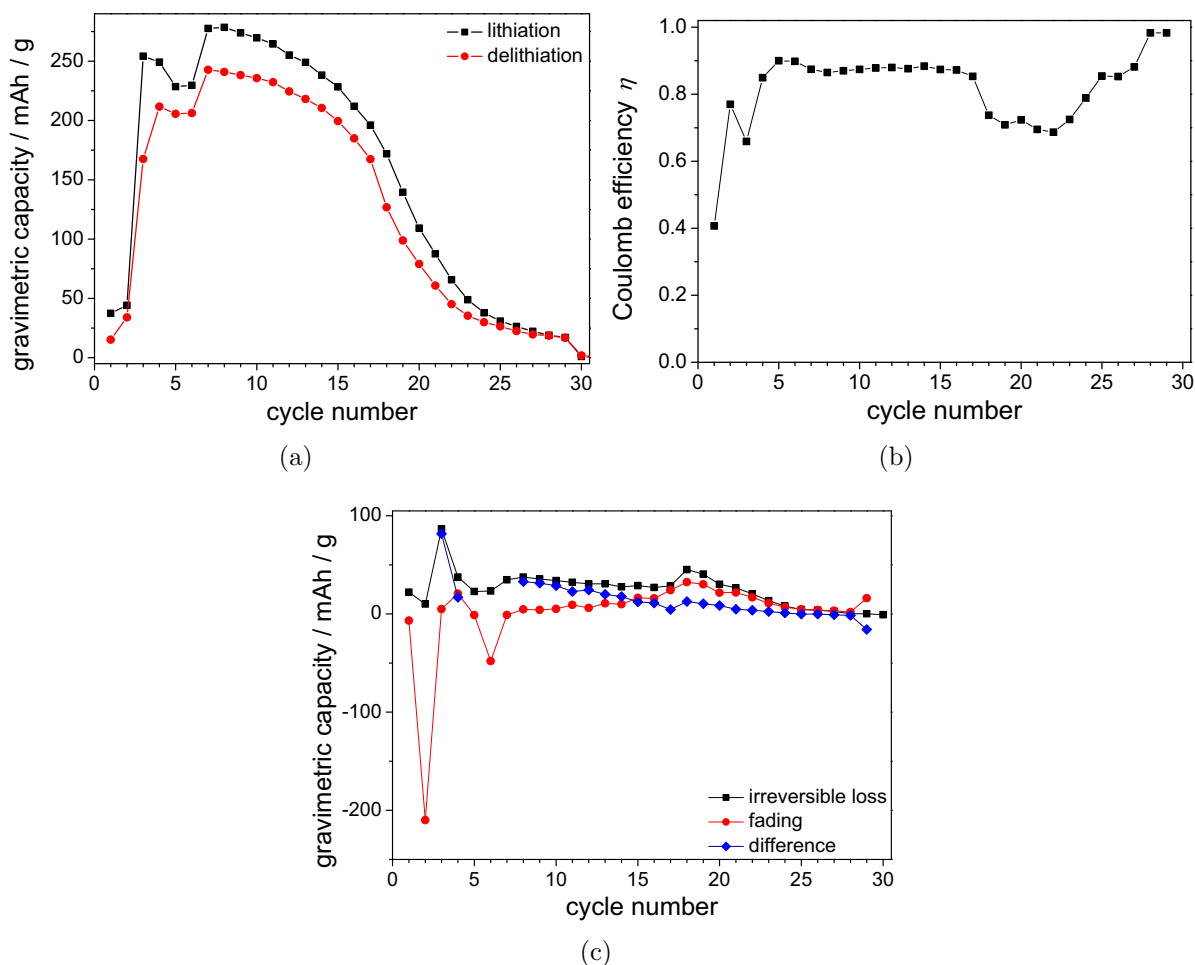 gravimetric capacity / mAh / g
250
200
150
100
50
0
lithiation
delithiation
0 5 10 15 20 25 30
cycle number
(a)
Coulomb efficiency η
1.0
0.8
0.6
0.4
0.2
0.0
0 5 10 15 20 25 30
cycle number
(b)
gravimetric capacity / mAh / g
100
0
-100
-200
irreversible loss
fading
difference
0 5 10 15 20 25 30
cycle number
(c)